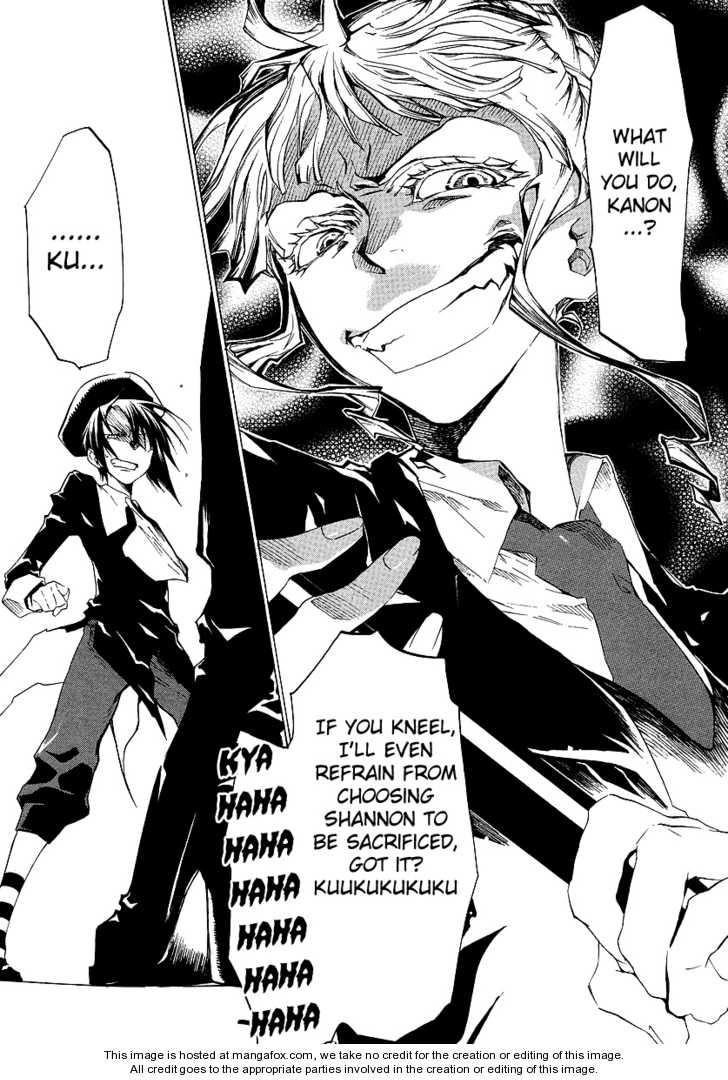 WHAT
WILL
YOU DO,
KANON
...?
IF YOU KNEEL,
I'LL EVEN
REFRAIN FROM
CHOOSING
SHANNON TO
BE SACRIFICED,
GOT IT?
KUUKUKUKUKU
KYA
HAHA
HAHA
HAHA
HAHA
HAHA
-HAHA
......
KU...
This image is hosted at mangafox.com, we take no credit for the creation or editing of this image.
All credit goes to the appropriate parties involved in the creation or editing of this image.